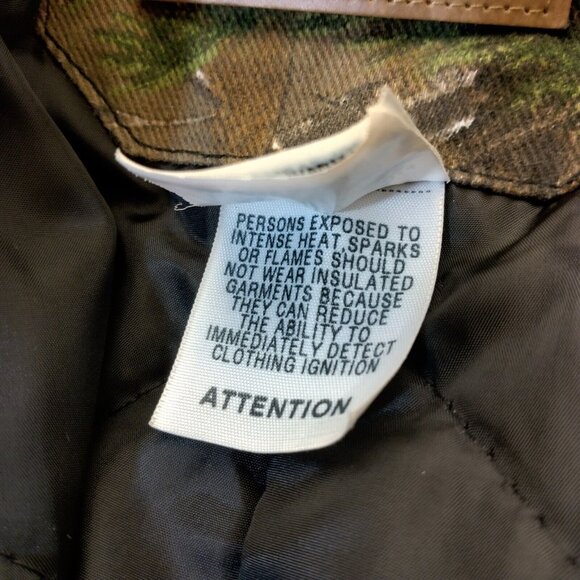 PERSONS EXPOSED TO
INTENSE HEAT, SPARKS
OR FLAMES SHOULD
NOT WEAR INSULATED
GARMENTS BECAUSE
THEY CAN REDUCE
THE ABILITY TO
IMMEDIATELY DETECT
CLOTHING IGNITION
ATTENTION